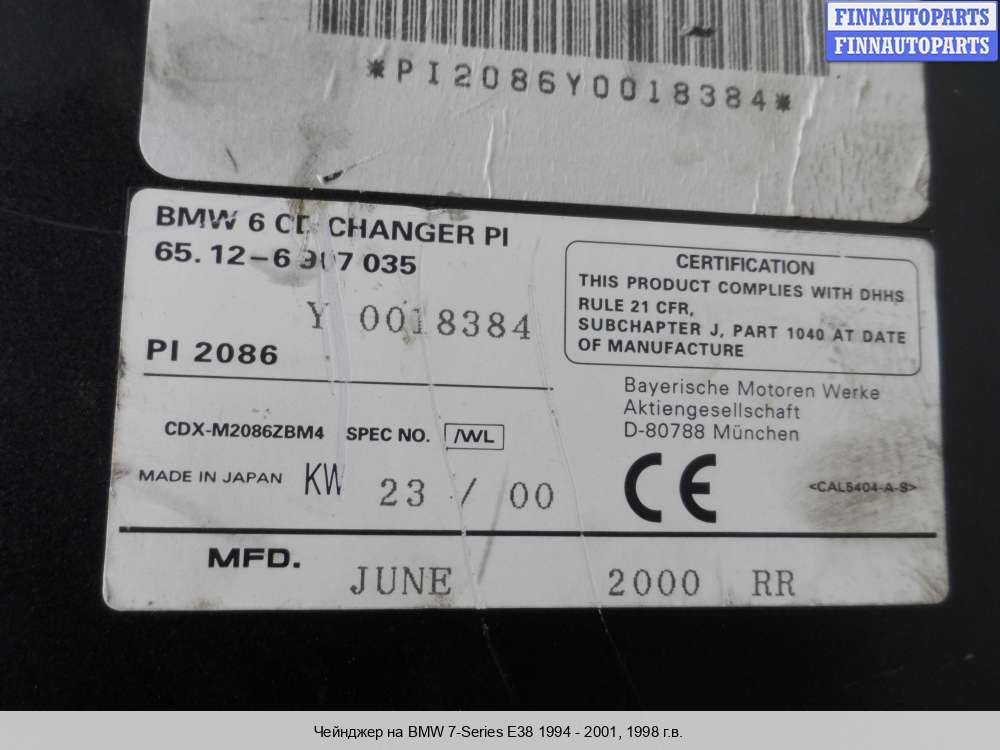 FINNAUTOPARTS
FINNAUTOPARTS
*PI2086Y0018384*
BMW 6 CD CHANGER PI
65.12-6 907 035
Y 0018384
PI 2086
CERTIFICATION
THIS PRODUCT COMPLIES WITH DHHS
RULE 21 CFR,
SUBCHAPTER J, PART 1040 AT DATE
OF MANUFACTURE
Bayerische Motoren Werke
Aktiengesellschaft
D-80788 München
CDX-M2086ZBM4 SPEC NO. /WL
MADE IN JAPAN KW 23 / 00
CE
<CAL5404-A-S>
MFD. JUNE 2000 RR
Чейнджер на BMW 7-Series E38 1994 - 2001, 1998 г.в.